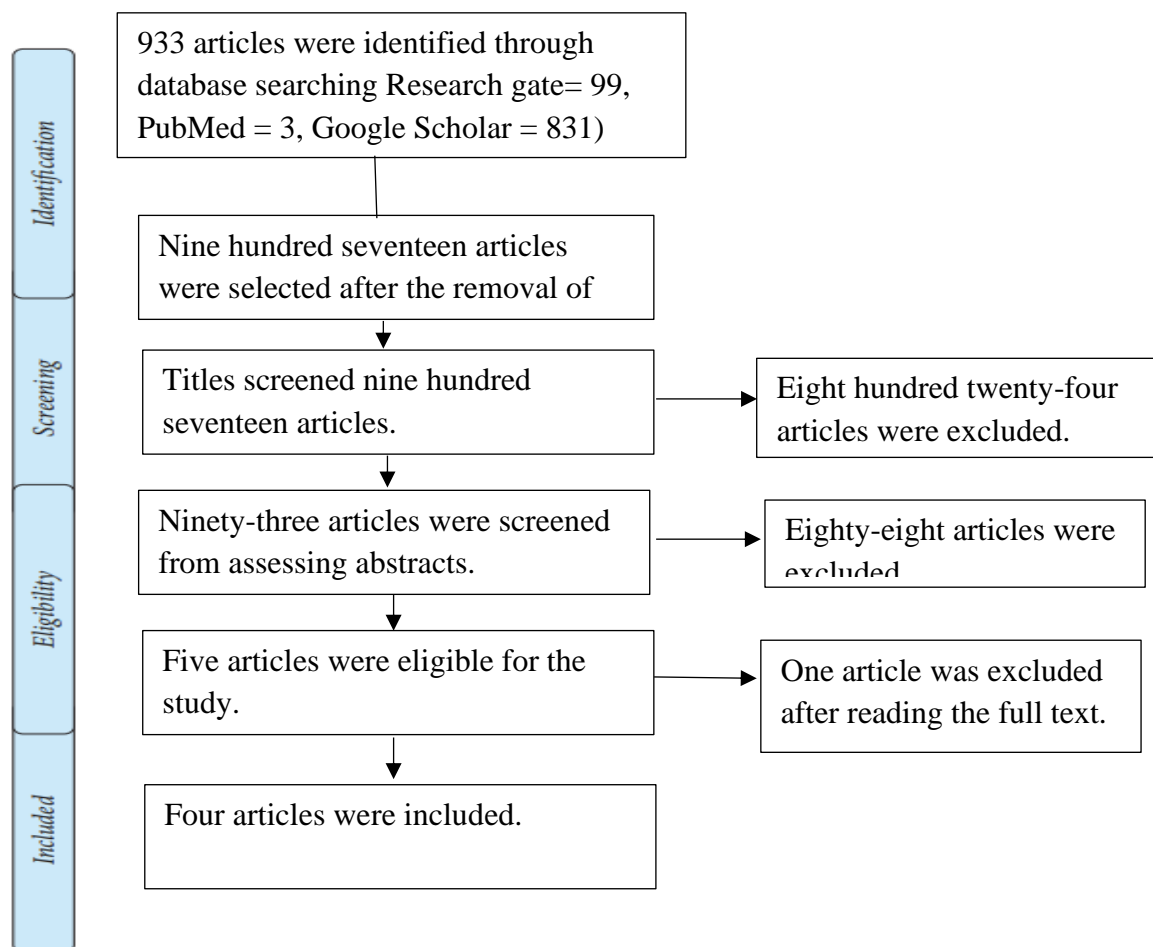 933 articles were identified through
database searching Research gate= 99,
PubMed = 3, Google Scholar = 831)
Identification
Nine hundred seventeen articles
were selected after the removal of
Screening
Titles screened nine hundred
seventeen articles.
Eight hundred twenty-four
articles were excluded.
Eligibility
Ninety-three articles were screened
from assessing abstracts.
Eighty-eight articles were
excluded
Five articles were eligible for the
study.
One article was excluded
after reading the full text.
Included
Four articles were included.